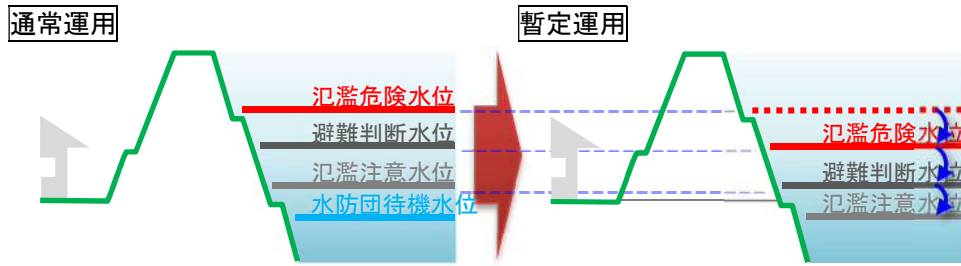 通常運用
氾濫危険水位
避難判断水位
氾濫注意水位
水防団待機水位
暫定運用
氾濫危険水位
避難判断水位
氾濫注意水位